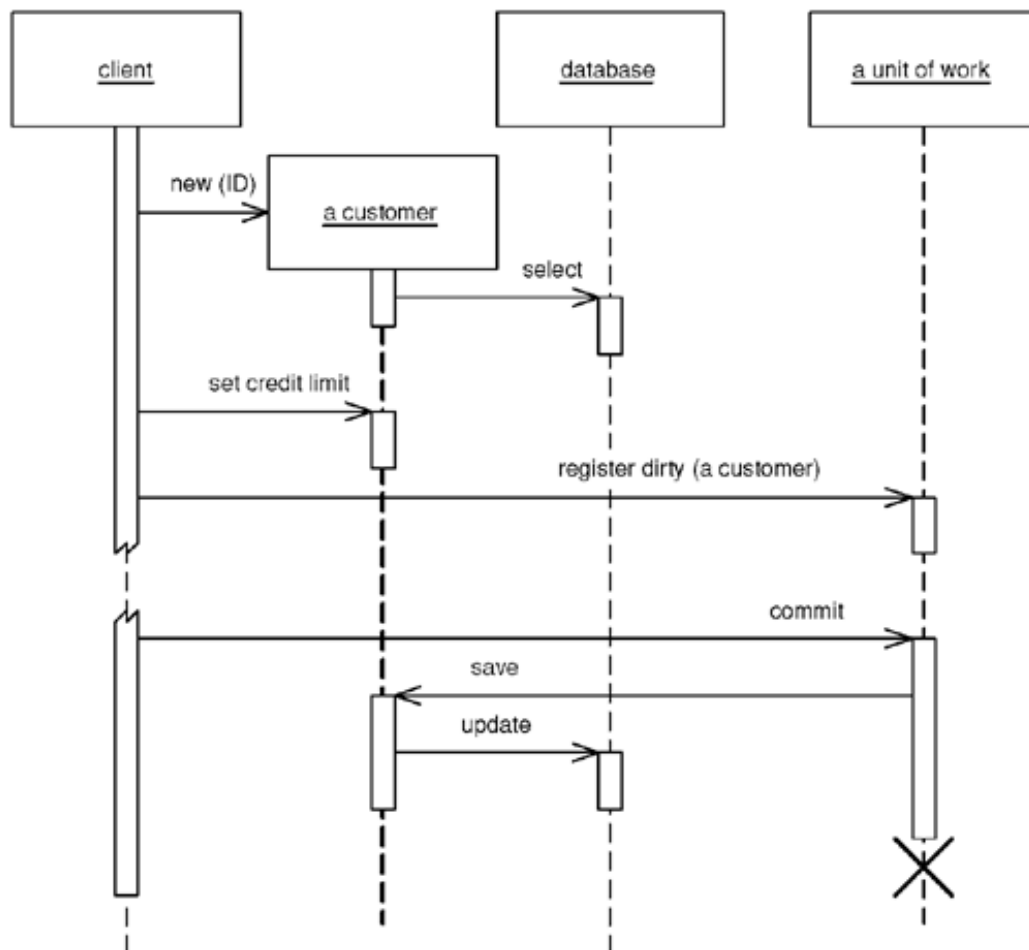 client
database
a unit of work
new (ID)
a customer
select
set credit limit
register dirty (a customer)
commit
save
update